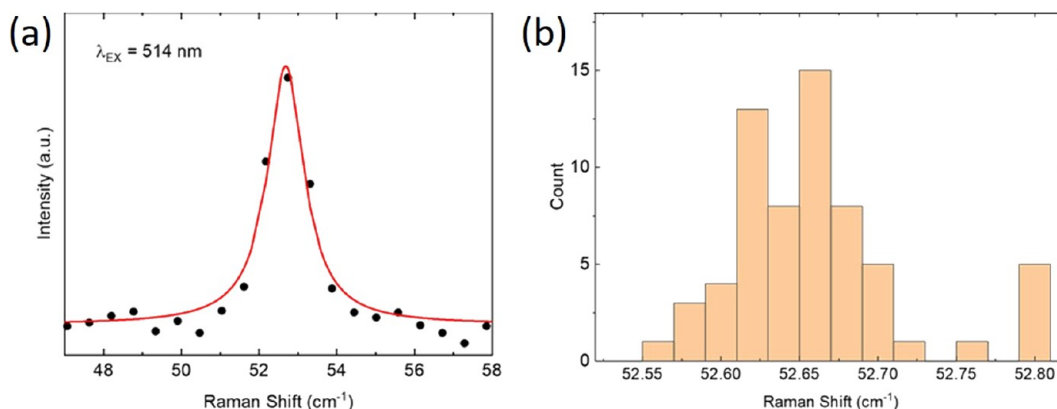 (a)
λEX = 514 nm
Intensity (a.u.)
48 50 52 54 56 58
Raman Shift (cm⁻¹)
(b)
15
10
5
0
Count
52.55 52.60 52.65 52.70 52.75 52.80
Raman Shift (cm⁻¹)